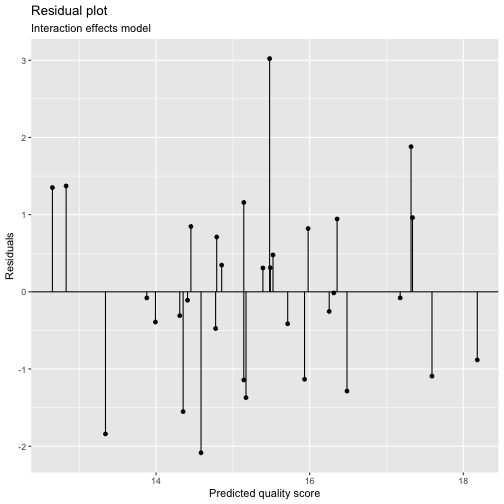 Residual plot
Interaction effects model
3
2
1
0
-1
-2
Residuals
14
16
18
Predicted quality score